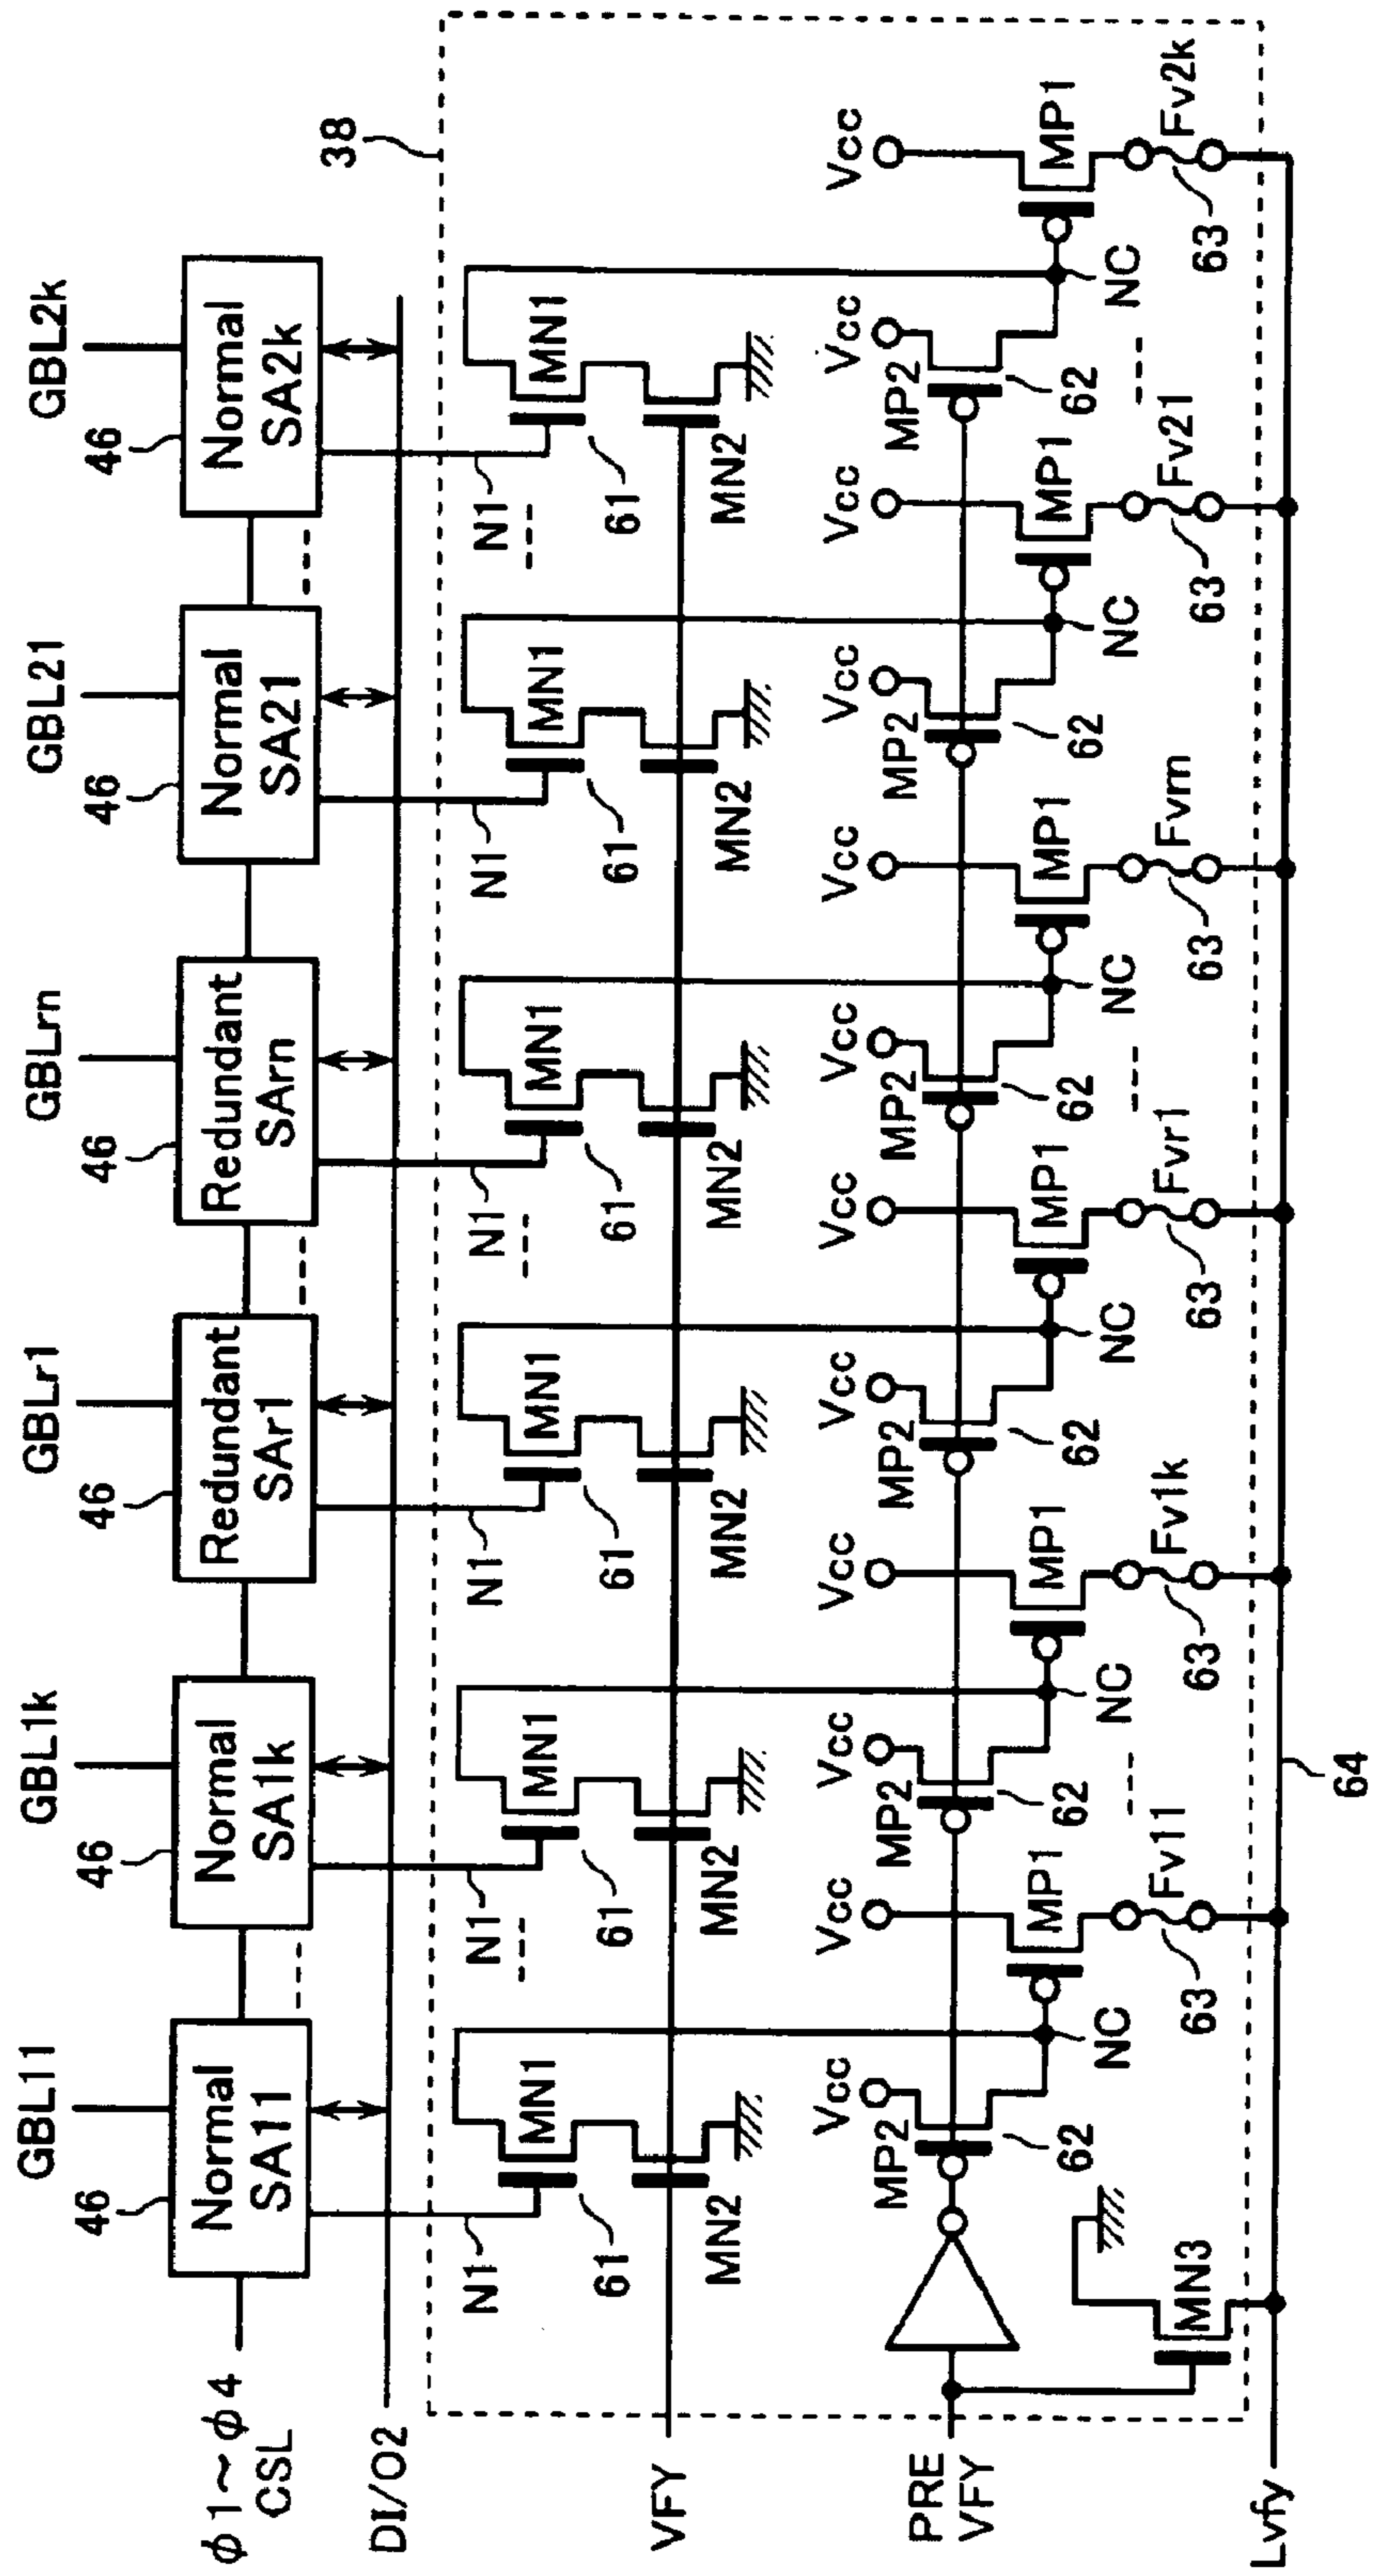 GBL11
GBL1k
GBLr1
GBLrn
GBL21
GBL2k
46
46
46
46
46
46
Normal
SA11
Normal
SA1k
Redundant
SAr1
Redundant
SArn
Normal
SA21
Normal
SA2k
φ1~φ4
CSL
DI/O2
38
N1
N1
N1
N1
N1
N1
MN1
MN1
MN1
MN1
MN1
MN1
61
61
61
61
61
61
VFY
MN2
MN2
MN2
MN2
MN2
MN2
Vcc
Vcc
Vcc
Vcc
Vcc
Vcc
Vcc
Vcc
Vcc
Vcc
Vcc
Vcc
MP2
MP2
MP2
MP2
MP2
MP2
PRE
VFY
62
62
62
62
62
62
MP1
MP1
MP1
MP1
MP1
MP1
NC
NC
NC
NC
NC
NC
MN3
63
Fv11
63
Fv1k
63
Fvr1
63
Fvrn
63
Fv21
63
Fv2k
Lvfy
64